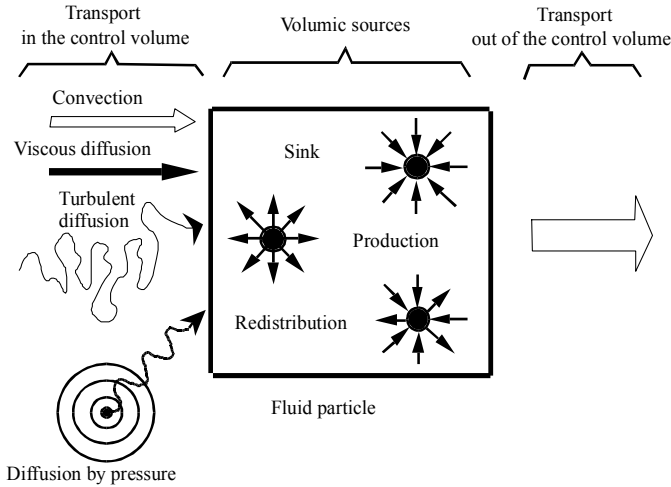 Transport
in the control volume
Volumic sources
Transport
out of the control volume
Convection
Viscous diffusion
Turbulent
diffusion
Sink
Production
Redistribution
Fluid particle
Diffusion by pressure